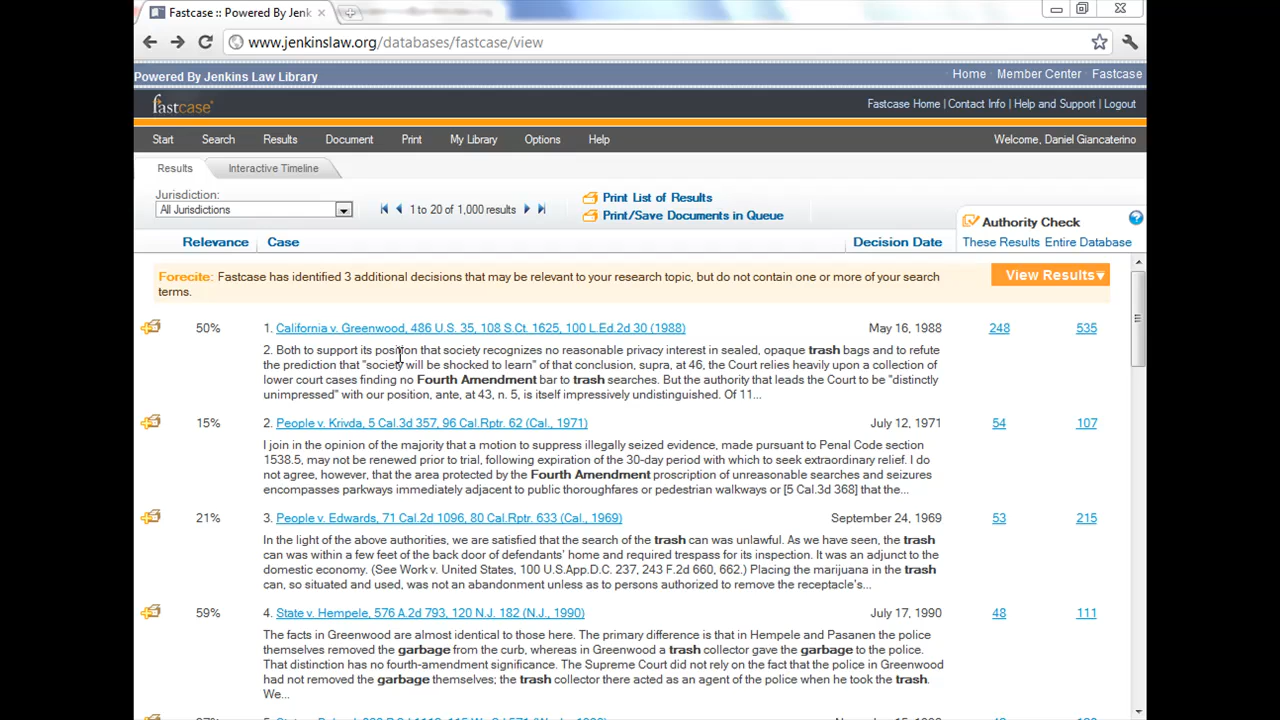 Fastcase :: Powered By Jenk
www.jenkinslaw.org/databases/fastcase/view
Powered By Jenkins Law Library
Home · Member Center · Fastcase
fastcase
Fastcase Home | Contact Info | Help and Support | Logout
Start Search Results Document Print My Library Options Help
Welcome, Daniel Giancaterino
Results Interactive Timeline
Jurisdiction:
All Jurisdictions
1 to 20 of 1,000 results
Print List of Results
Print/Save Documents in Queue
Authority Check
These Results Entire Database
Relevance Case Decision Date
Forecite: Fastcase has identified 3 additional decisions that may be relevant to your research topic, but do not contain one or more of your search
terms.
View Results
50% 1. California v. Greenwood, 486 U.S. 35, 108 S.Ct. 1625, 100 L.Ed.2d 30 (1988) May 16, 1988 248 535
2. Both to support its position that society recognizes no reasonable privacy interest in sealed, opaque trash bags and to refute
the prediction that "society will be shocked to learn" of that conclusion, supra, at 46, the Court relies heavily upon a collection of
lower court cases finding no Fourth Amendment bar to trash searches. But the authority that leads the Court to be "distinctly
unimpressed" with our position, ante, at 43, n. 5, is itself impressively undistinguished. Of 11...
15% 2. People v. Krivda, 5 Cal.3d 357, 96 Cal.Rptr. 62 (Cal., 1971) July 12, 1971 54 107
I join in the opinion of the majority that a motion to suppress illegally seized evidence, made pursuant to Penal Code section
1538.5, may not be renewed prior to trial, following expiration of the 30-day period with which to seek extraordinary relief. I do
not agree, however, that the area protected by the Fourth Amendment proscription of unreasonable searches and seizures
encompasses parkways immediately adjacent to public thoroughfares or pedestrian walkways or [5 Cal.3d 368] that the...
21% 3. People v. Edwards, 71 Cal.2d 1096, 80 Cal.Rptr. 633 (Cal., 1969) September 24, 1969 53 215
In the light of the above authorities, we are satisfied that the search of the trash can was unlawful. As we have seen, the trash
can was within a few feet of the back door of defendants' home and required trespass for its inspection. It was an adjunct to the
domestic economy. (See Work v. United States, 100 U.S.App.D.C. 237, 243 F.2d 660, 662.) Placing the marijuana in the trash
can, so situated and used, was not an abandonment unless as to persons authorized to remove the receptacle's...
59% 4. State v. Hempele, 576 A.2d 793, 120 N.J. 182 (N.J., 1990) July 17, 1990 48 111
The facts in Greenwood are almost identical to those here. The primary difference is that in Hempele and Pasanen the police
themselves removed the garbage from the curb, whereas in Greenwood a trash collector gave the garbage to the police.
That distinction has no fourth-amendment significance. The Supreme Court did not rely on the fact that the police in Greenwood
had not removed the garbage themselves; the trash collector there acted as an agent of the police when he took the trash.
We...